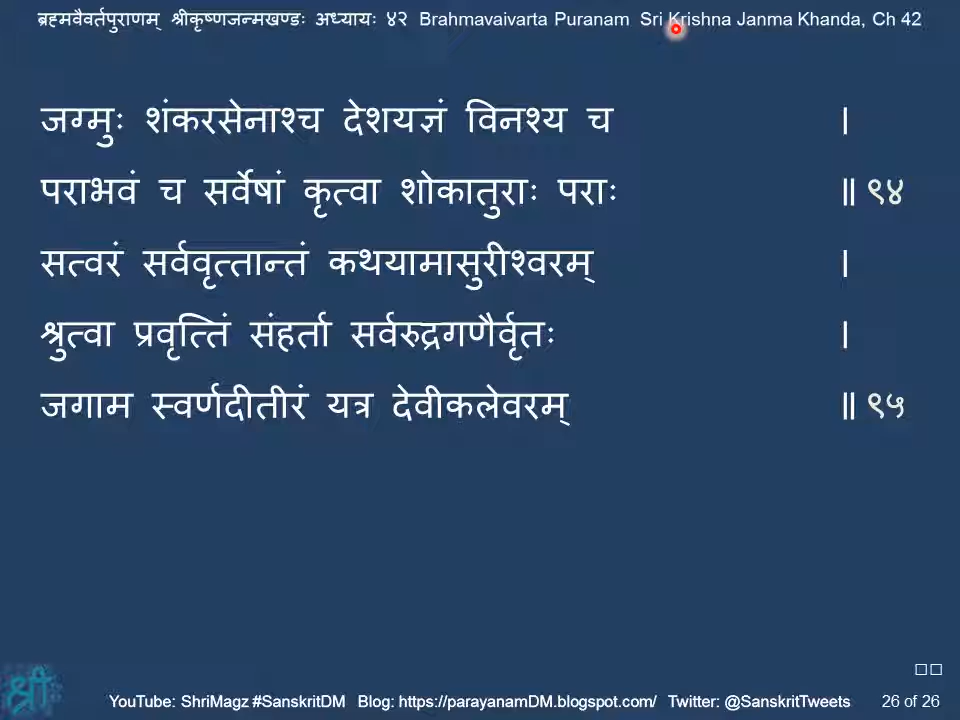 ब्रह्मवैवर्तपुराणम् श्रीकृष्णजन्मखण्डः अध्यायः ४२ Brahmavaivarta Puranam Sri Krishna Janma Khanda, Ch 42
जग्मुः शंकरसेनाश्च देशयज्ञं विनश्य च ।
पराभवं च सर्वेषां कृत्वा शोकातुराः पराः ॥ ९४
सत्वरं सर्ववृत्तान्तं कथयामासुरीश्वरम् ।
श्रुत्वा प्रवृत्तिं संहर्ता सर्वरुद्रगणैर्वृतः ।
जगाम स्वर्णदीतीरं यत्र देवीकलेवरम् ॥ ९५
श्री
YouTube: ShriMagz #SanskritDM Blog: https://parayanamDM.blogspot.com/ Twitter: @SanskritTweets 26 of 26